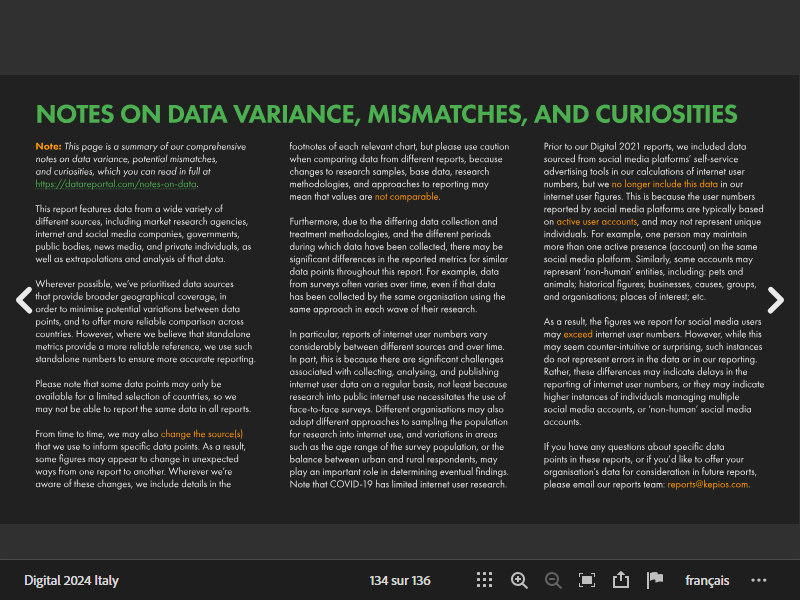 NOTES ON DATA VARIANCE, MISMATCHES, AND CURIOSITIES
Note: This page is a summary of our comprehensive
notes on data variance, potential mismatches,
and curiosities, which you can read in full at
https://datareportal.com/notes-on-data.
This report features data from a wide variety of
different sources, including market research agencies,
internet and social media companies, governments,
public bodies, news media, and private individuals, as
well as extrapolations and analysis of that data.
Wherever possible, we've prioritised data sources
that provide broader geographical coverage, in
order to minimise potential variations between data
points, and to offer more reliable comparison across
countries. However, where we believe that standalone
metrics provide a more reliable reference, we use such
standalone numbers to ensure more accurate reporting.
Please note that some data points may only be
available for a limited selection of countries, so we
may not be able to report the same data in all reports.
From time to time, we may also change the source(s)
that we use to inform specific data points. As a result,
some figures may appear to change in unexpected
ways from one report to another. Wherever we're
aware of these changes, we include details in the
footnotes of each relevant chart, but please use caution
when comparing data from different reports, because
changes to research samples, base data, research
methodologies, and approaches to reporting may
mean that values are not comparable.
Furthermore, due to the differing data collection and
treatment methodologies, and the different periods
during which data have been collected, there may be
significant differences in the reported metrics for similar
data points throughout this report. For example, data
from surveys often varies over time, even if that data
has been collected by the same organisation using the
same approach in each wave of their research.
In particular, reports of internet user numbers vary
considerably between different sources and over time.
In part, this is because there are significant challenges
associated with collecting, analysing, and publishing
internet user data on a regular basis, not least because
research into public internet use necessitates the use of
face-to-face surveys. Different organisations may also
adopt different approaches to sampling the population
for research into internet use, and variations in areas
such as the age range of the survey population, or the
balance between urban and rural respondents, may
play an important role in determining eventual findings.
Note that COVID-19 has limited internet user research.
Prior to our Digital 2021 reports, we included data
sourced from social media platforms' self-service
advertising tools in our calculations of internet user
numbers, but we no longer include this data in our
internet user figures. This is because the user numbers
reported by social media platforms are typically based
on active user accounts, and may not represent unique
individuals. For example, one person may maintain
more than one active presence (account) on the same
social media platform. Similarly, some accounts may
represent 'non-human' entities, including: pets and
animals; historical figures; businesses, causes, groups,
and organisations; places of interest; etc.
As a result, the figures we report for social media users
may exceed internet user numbers. However, while this
may seem counter-intuitive or surprising, such instances
do not represent errors in the data or in our reporting.
Rather, these differences may indicate delays in the
reporting of internet user numbers, or they may indicate
higher instances of individuals managing multiple
social media accounts, or 'non-human' social media
accounts.
If you have any questions about specific data
points in these reports, or if you'd like to offer your
organisation's data for consideration in future reports,
please email our reports team: reports@kepios.com.
Digital 2024 Italy
134 sur 136
français